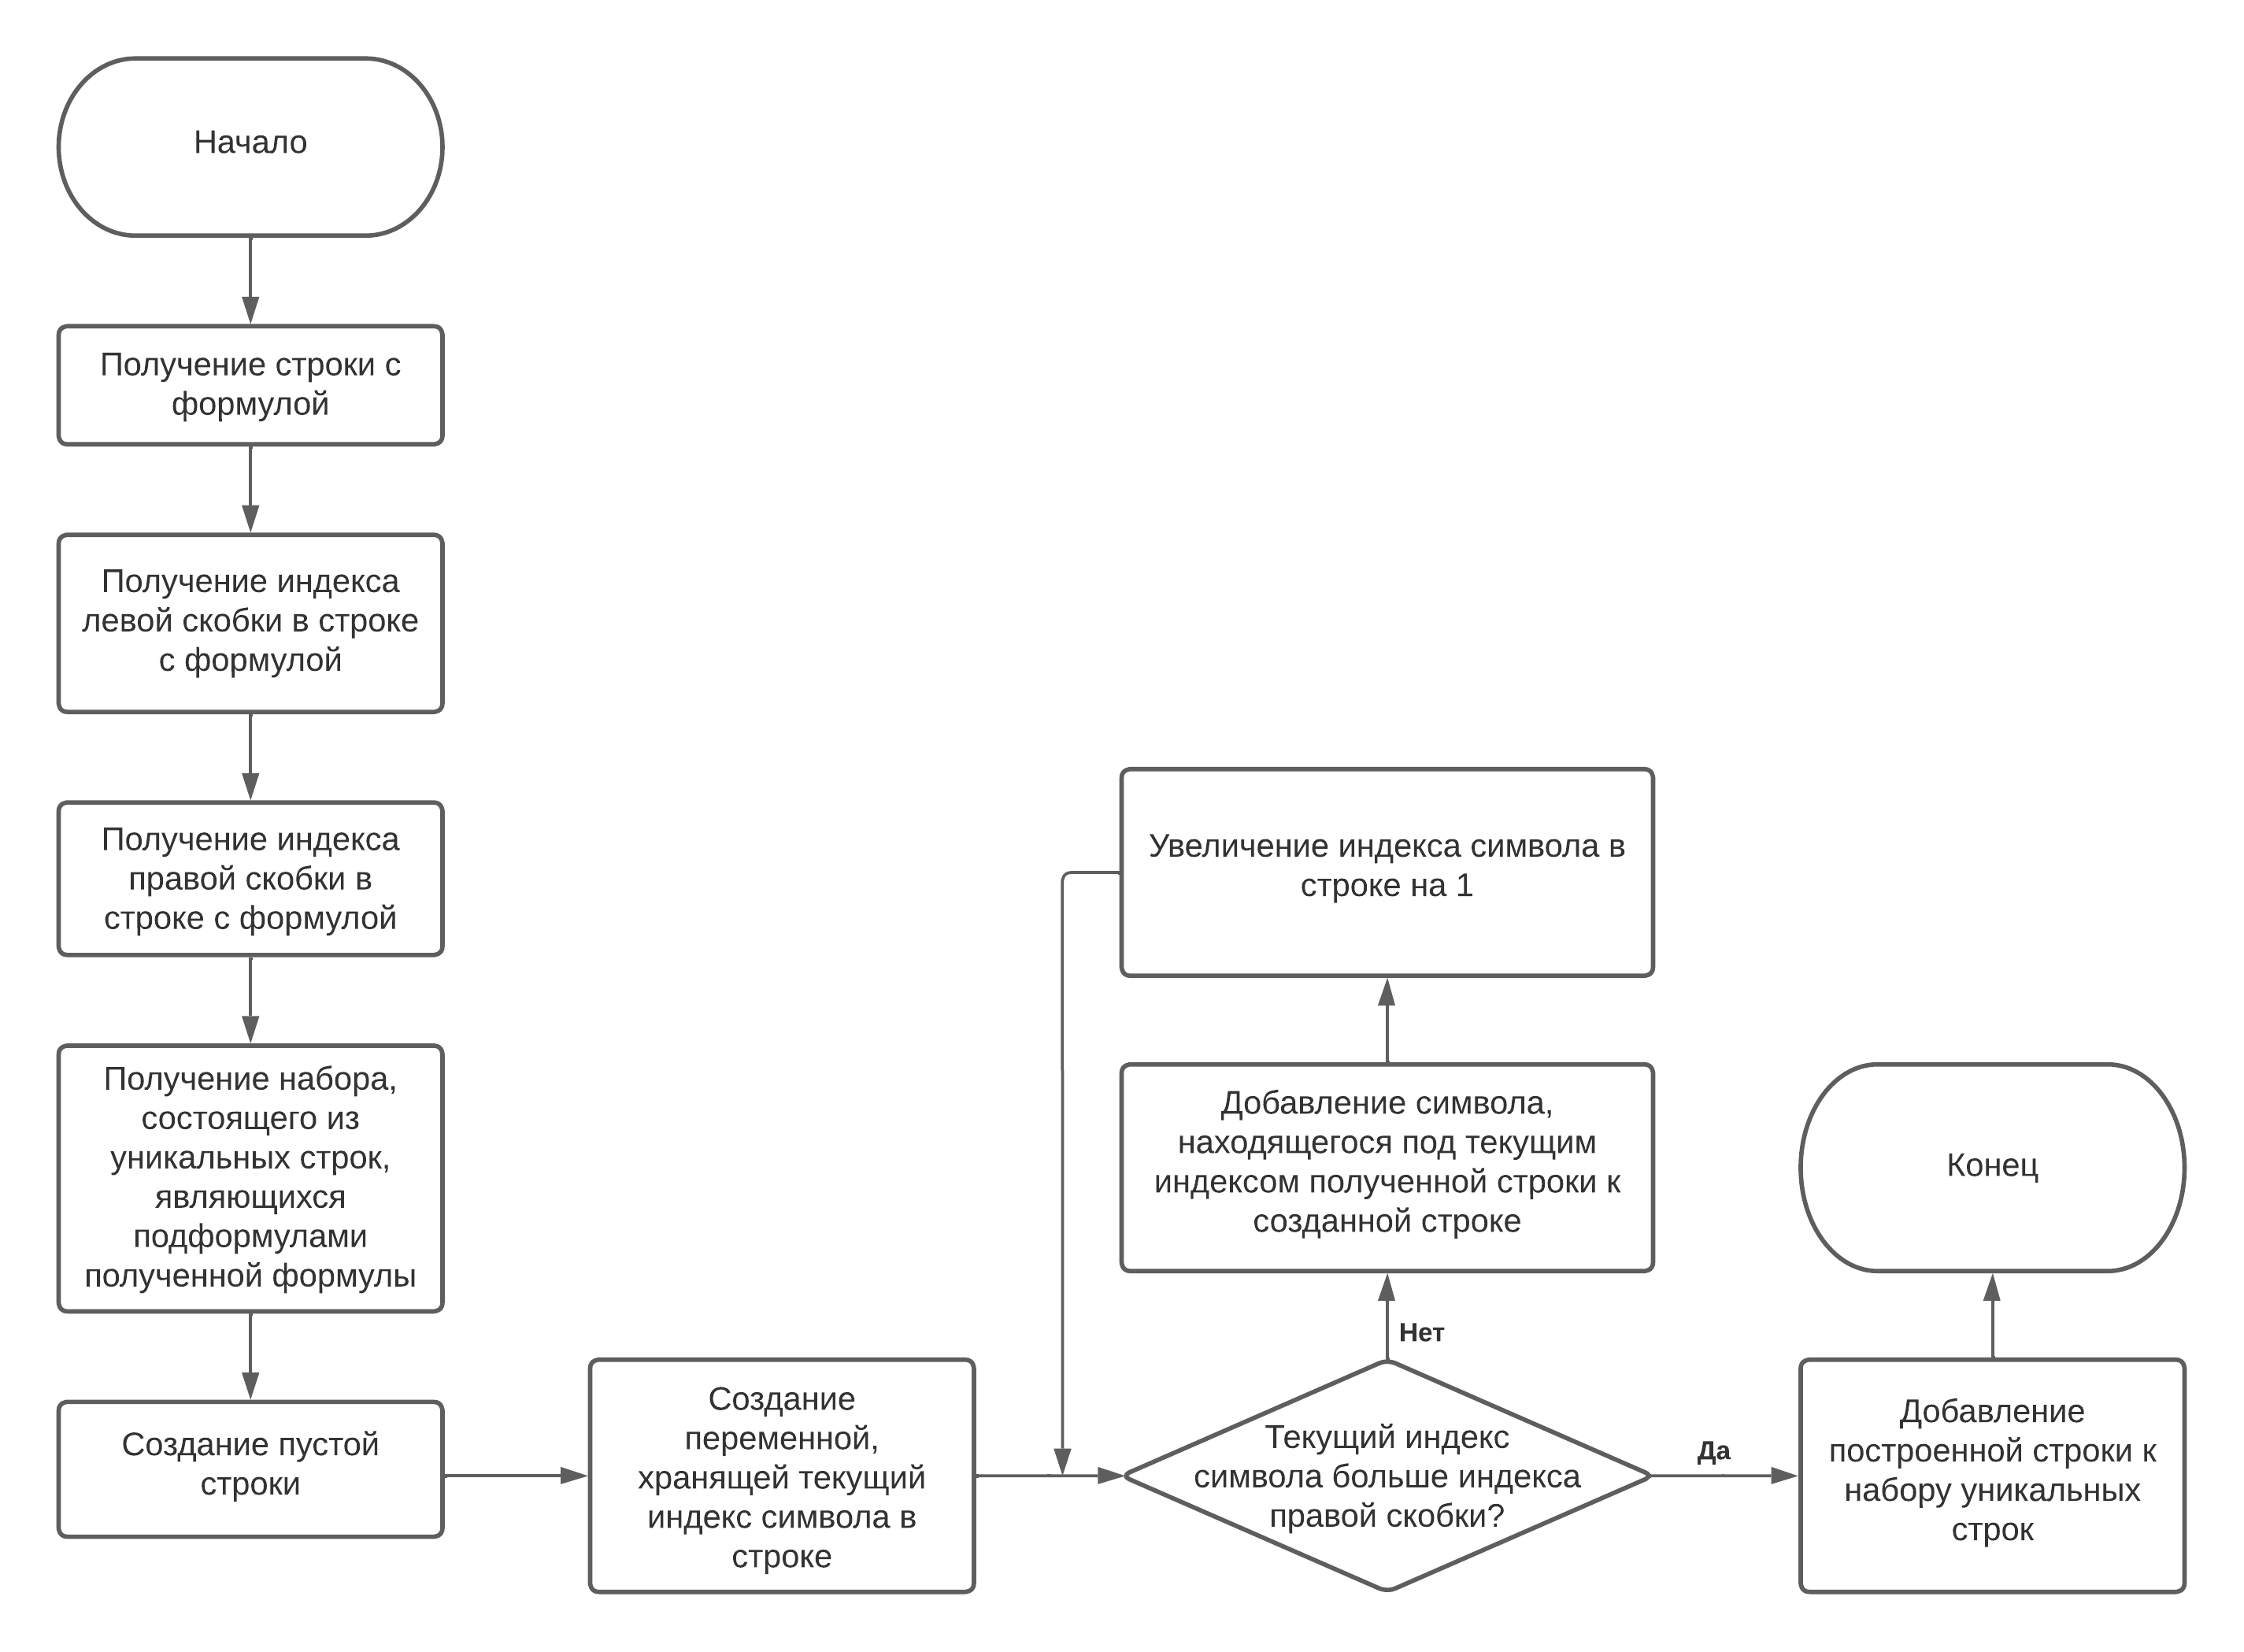 Начало
Получение строки с
формулой
Получение индекса
левой скобки в строке
с формулой
Получение индекса
правой скобки в
строке с формулой
Получение набора,
состоящего из
уникальных строк,
являющихся
подформулами
полученной формулы
Создание пустой
строки
Создание
переменной,
хранящей текущий
индекс символа в
строке
Текущий индекс
символа больше индекса
правой скобки?
Нет
Добавление символа,
находящегося под текущим
индексом полученной строки к
созданной строке
Увеличение индекса символа в
строке на 1
Да
Добавление
построенной строки к
набору уникальных
строк
Конец